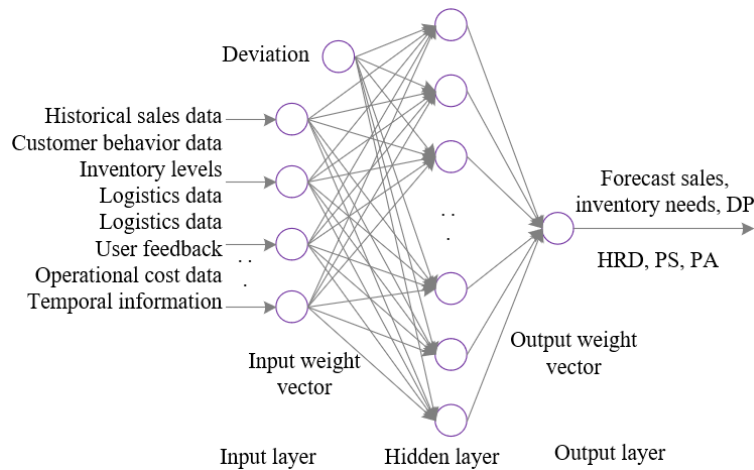 Deviation
Historical sales data
Customer behavior data
Inventory levels
Logistics data
Logistics data
User feedback
Operational cost data
Temporal information
Forecast sales,
inventory needs, DP
HRD, PS, PA
Input weight
vector
Output weight
vector
Input layer
Hidden layer
Output layer